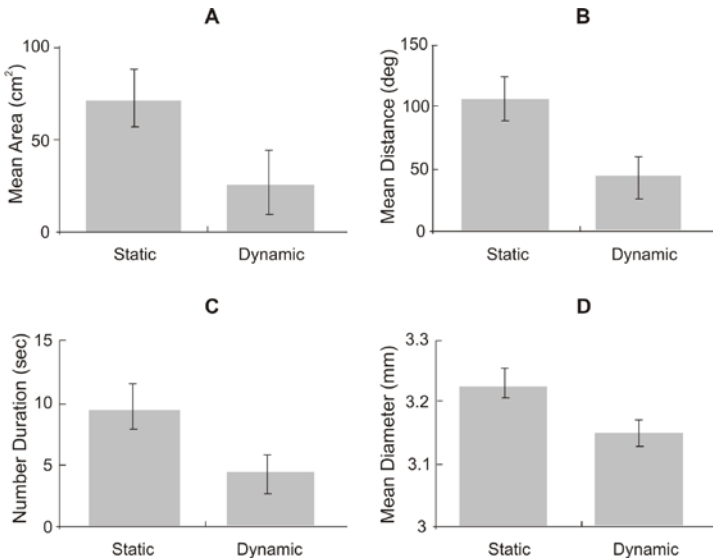 A
Mean Area (cm²)
100
50
0
Static Dynamic
B
Mean Distance (deg)
150
100
50
0
Static Dynamic
C
Number Duration (sec)
15
10
5
0
Static Dynamic
D
Mean Diameter (mm)
3.3
3.2
3.1
3
Static Dynamic